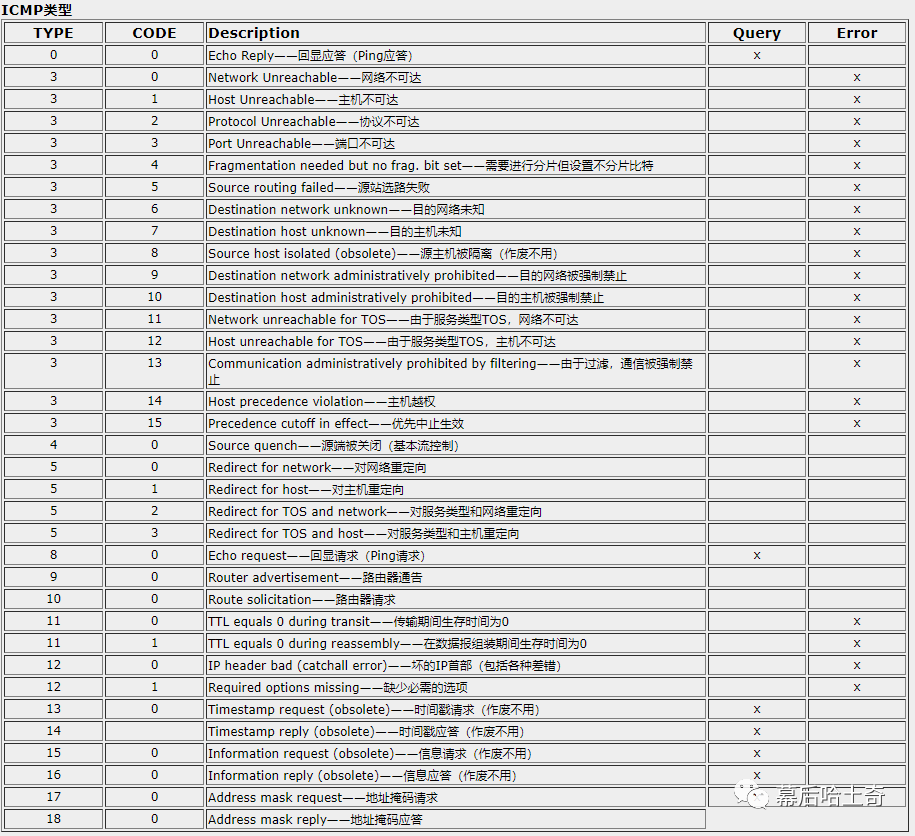 ICMP类型
TYPE CODE Description Query Error
0 0 Echo Reply——回显应答（Ping应答） x
3 0 Network Unreachable——网络不可达 x
3 1 Host Unreachable——主机不可达 x
3 2 Protocol Unreachable——协议不可达 x
3 3 Port Unreachable——端口不可达 x
3 4 Fragmentation needed but no frag. bit set——需要进行分片但设置不分片比特 x
3 5 Source routing failed——源站选路失败 x
3 6 Destination network unknown——目的网络未知 x
3 7 Destination host unknown——目的主机未知 x
3 8 Source host isolated (obsolete)——源主机被隔离（作废不用） x
3 9 Destination network administratively prohibited——目的网络被强制禁止 x
3 10 Destination host administratively prohibited——目的主机被强制禁止 x
3 11 Network unreachable for TOS——由于服务类型TOS，网络不可达 x
3 12 Host unreachable for TOS——由于服务类型TOS，主机不可达 x
3 13 Communication administratively prohibited by filtering——由于过滤，通信被强制禁 x
止
3 14 Host precedence violation——主机越权 x
3 15 Precedence cutoff in effect——优先中止生效 x
4 0 Source quench——源端被关闭（基本流控制）
5 0 Redirect for network——对网络重定向
5 1 Redirect for host——对主机重定向
5 2 Redirect for TOS and network——对服务类型和网络重定向
5 3 Redirect for TOS and host——对服务类型和主机重定向
8 0 Echo request——回显请求（Ping请求） x
9 0 Router advertisement——路由器通告
10 0 Route solicitation——路由器请求
11 0 TTL equals 0 during transit——传输期间生存时间为0 x
11 1 TTL equals 0 during reassembly——在数据报组装期间生存时间为0 x
12 0 IP header bad (catchall error)——坏的IP首部（包括各种差错） x
12 1 Required options missing——缺少必需的选项 x
13 0 Timestamp request (obsolete)——时间戳请求（作废不用） x
14 Timestamp reply (obsolete)——时间戳应答（作废不用） x
15 0 Information request (obsolete)——信息请求（作废不用） x
16 0 Information reply (obsolete)——信息应答（作废不用） x
17 0 Address mask request——地址掩码请求
幕后哈士奇
18 0 Address mask reply——地址掩码应答